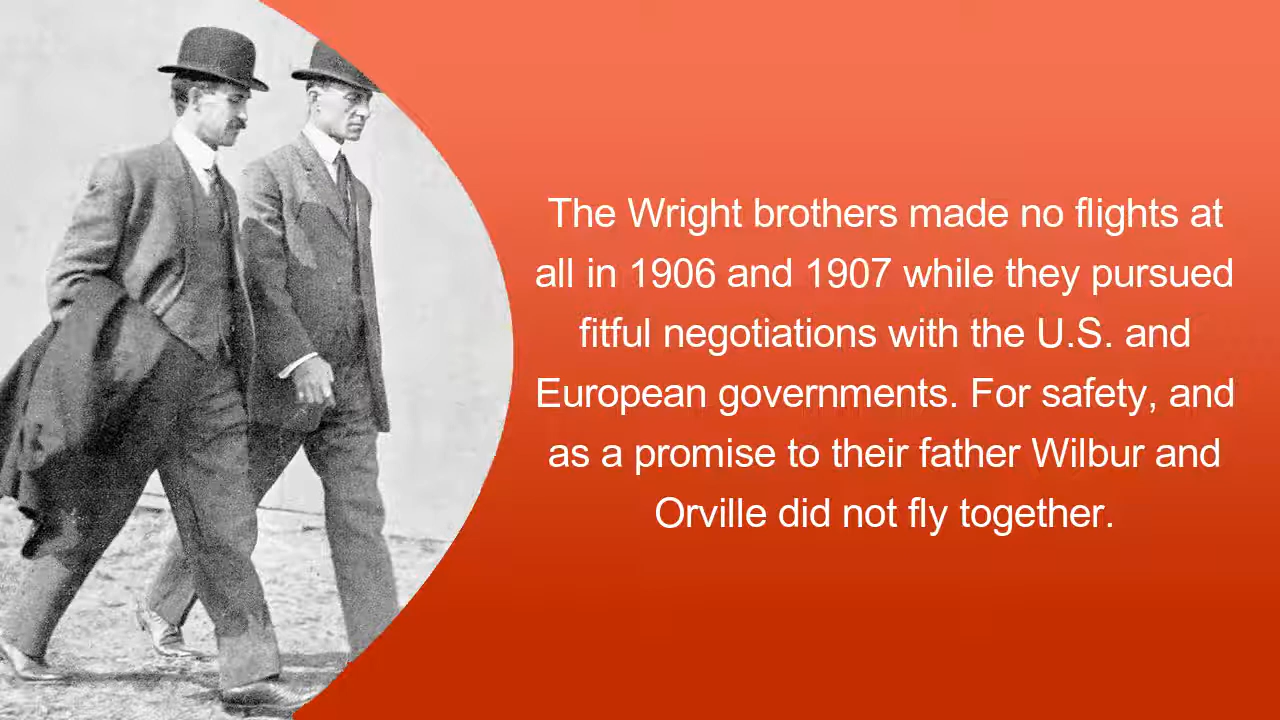 The Wright brothers made no flights at
all in 1906 and 1907 while they pursued
fitful negotiations with the U.S. and
European governments. For safety, and
as a promise to their father Wilbur and
Orville did not fly together.